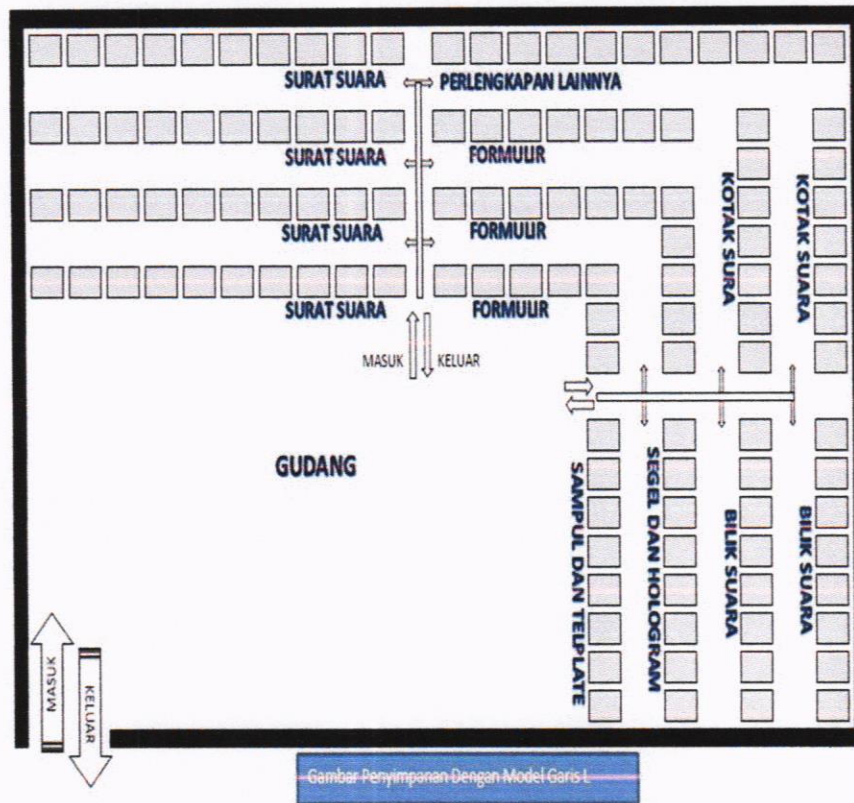 SURAT SUARA
PERLENGKAPAN LAINNYA
SURAT SUARA
FORMULIR
SURAT SUARA
FORMULIR
SURAT SUARA
FORMULIR
KOTAK SURA
KOTAK SUARA
MASUK
KELUAR
GUDANG
SAMPUL DAN TELPLATE
SEGEL DAN HOLOGRAM
BILIK SUARA
BILIK SUARA
MASUK
KELUAR
Gambar Penyimpanan Dengan Model Garis L